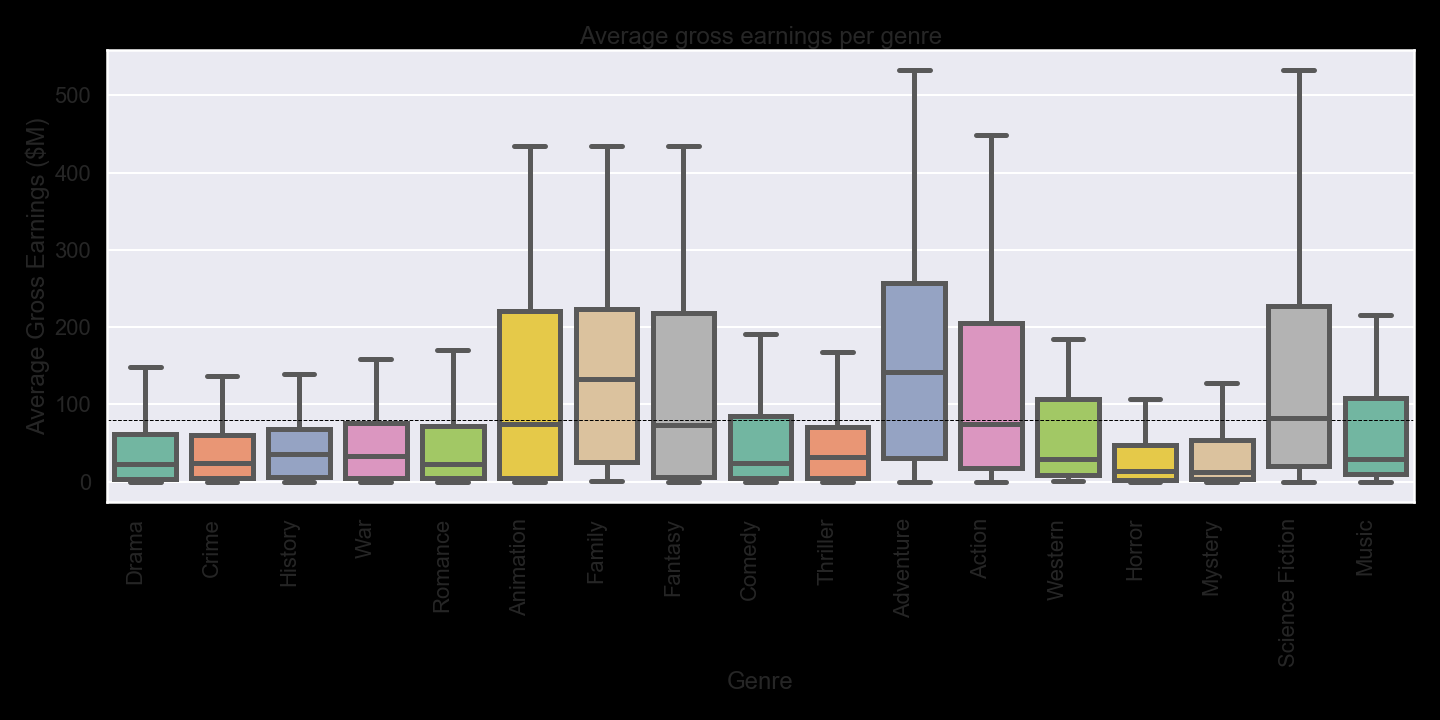 Average gross earnings per genre
Average Gross Earnings ($M)
500
400
300
200
100
0
Drama
Crime
History
War
Romance
Animation
Family
Fantasy
Comedy
Thriller
Adventure
Action
Western
Horror
Mystery
Science Fiction
Music
Genre